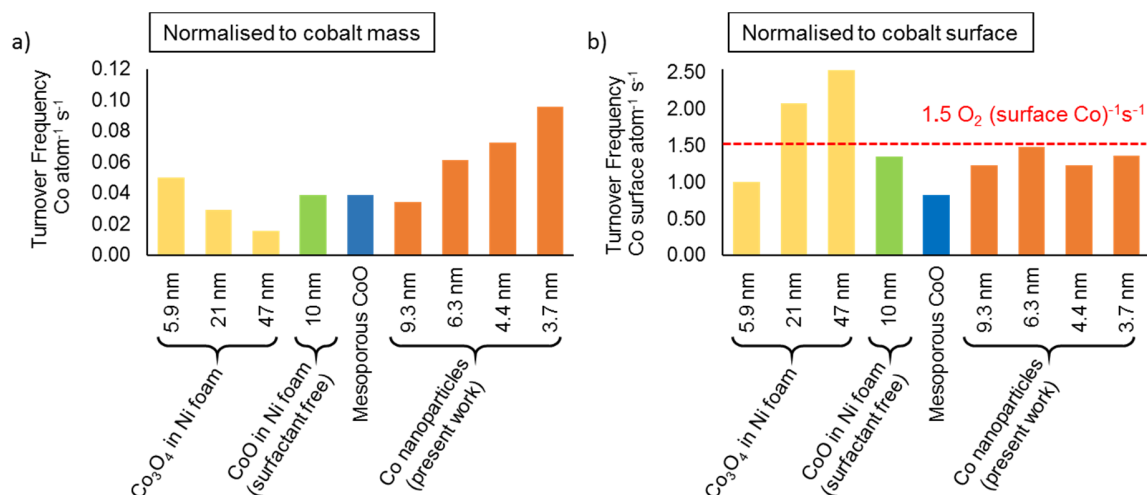 a)
Normalised to cobalt mass
Turnover Frequency
Co atom⁻¹ s⁻¹
0.12
0.10
0.08
0.06
0.04
0.02
0.00
5.9 nm
21 nm
47 nm
10 nm
Mesoporous CoO
9.3 nm
6.3 nm
4.4 nm
3.7 nm
Co₃O₄ in Ni foam
CoO in Ni foam
(surfactant free)
Co nanoparticles
(present work)
b)
Normalised to cobalt surface
Turnover Frequency
Co surface atom⁻¹ s⁻¹
2.50
2.00
1.50
1.00
0.50
0.00
1.5 O₂ (surface Co)⁻¹s⁻¹
5.9 nm
21 nm
47 nm
10 nm
Mesoporous CoO
9.3 nm
6.3 nm
4.4 nm
3.7 nm
Co₃O₄ in Ni foam
CoO in Ni foam
(surfactant free)
Co nanoparticles
(present work)